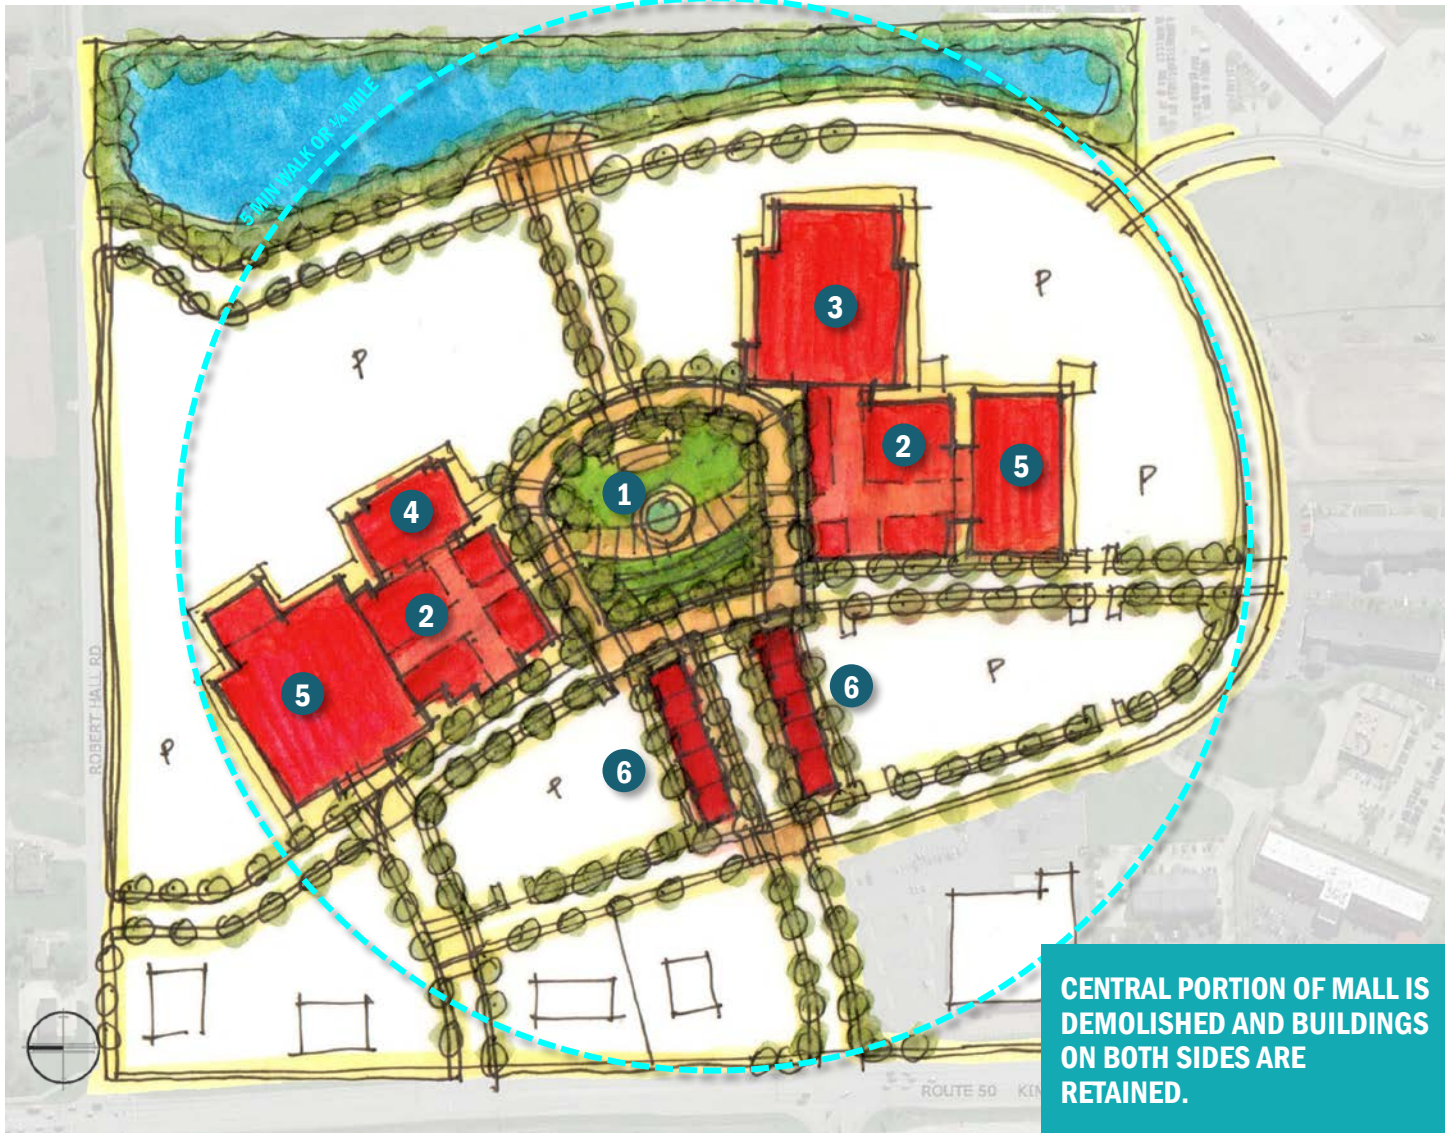 5 MIN WALK OR ¼ MILE
3
P
P
2
5
P
1
4
2
5
ROBERT HALL RD
P
6
P
6
P
ROUTE 50
CENTRAL PORTION OF MALL IS
DEMOLISHED AND BUILDINGS
ON BOTH SIDES ARE
RETAINED.